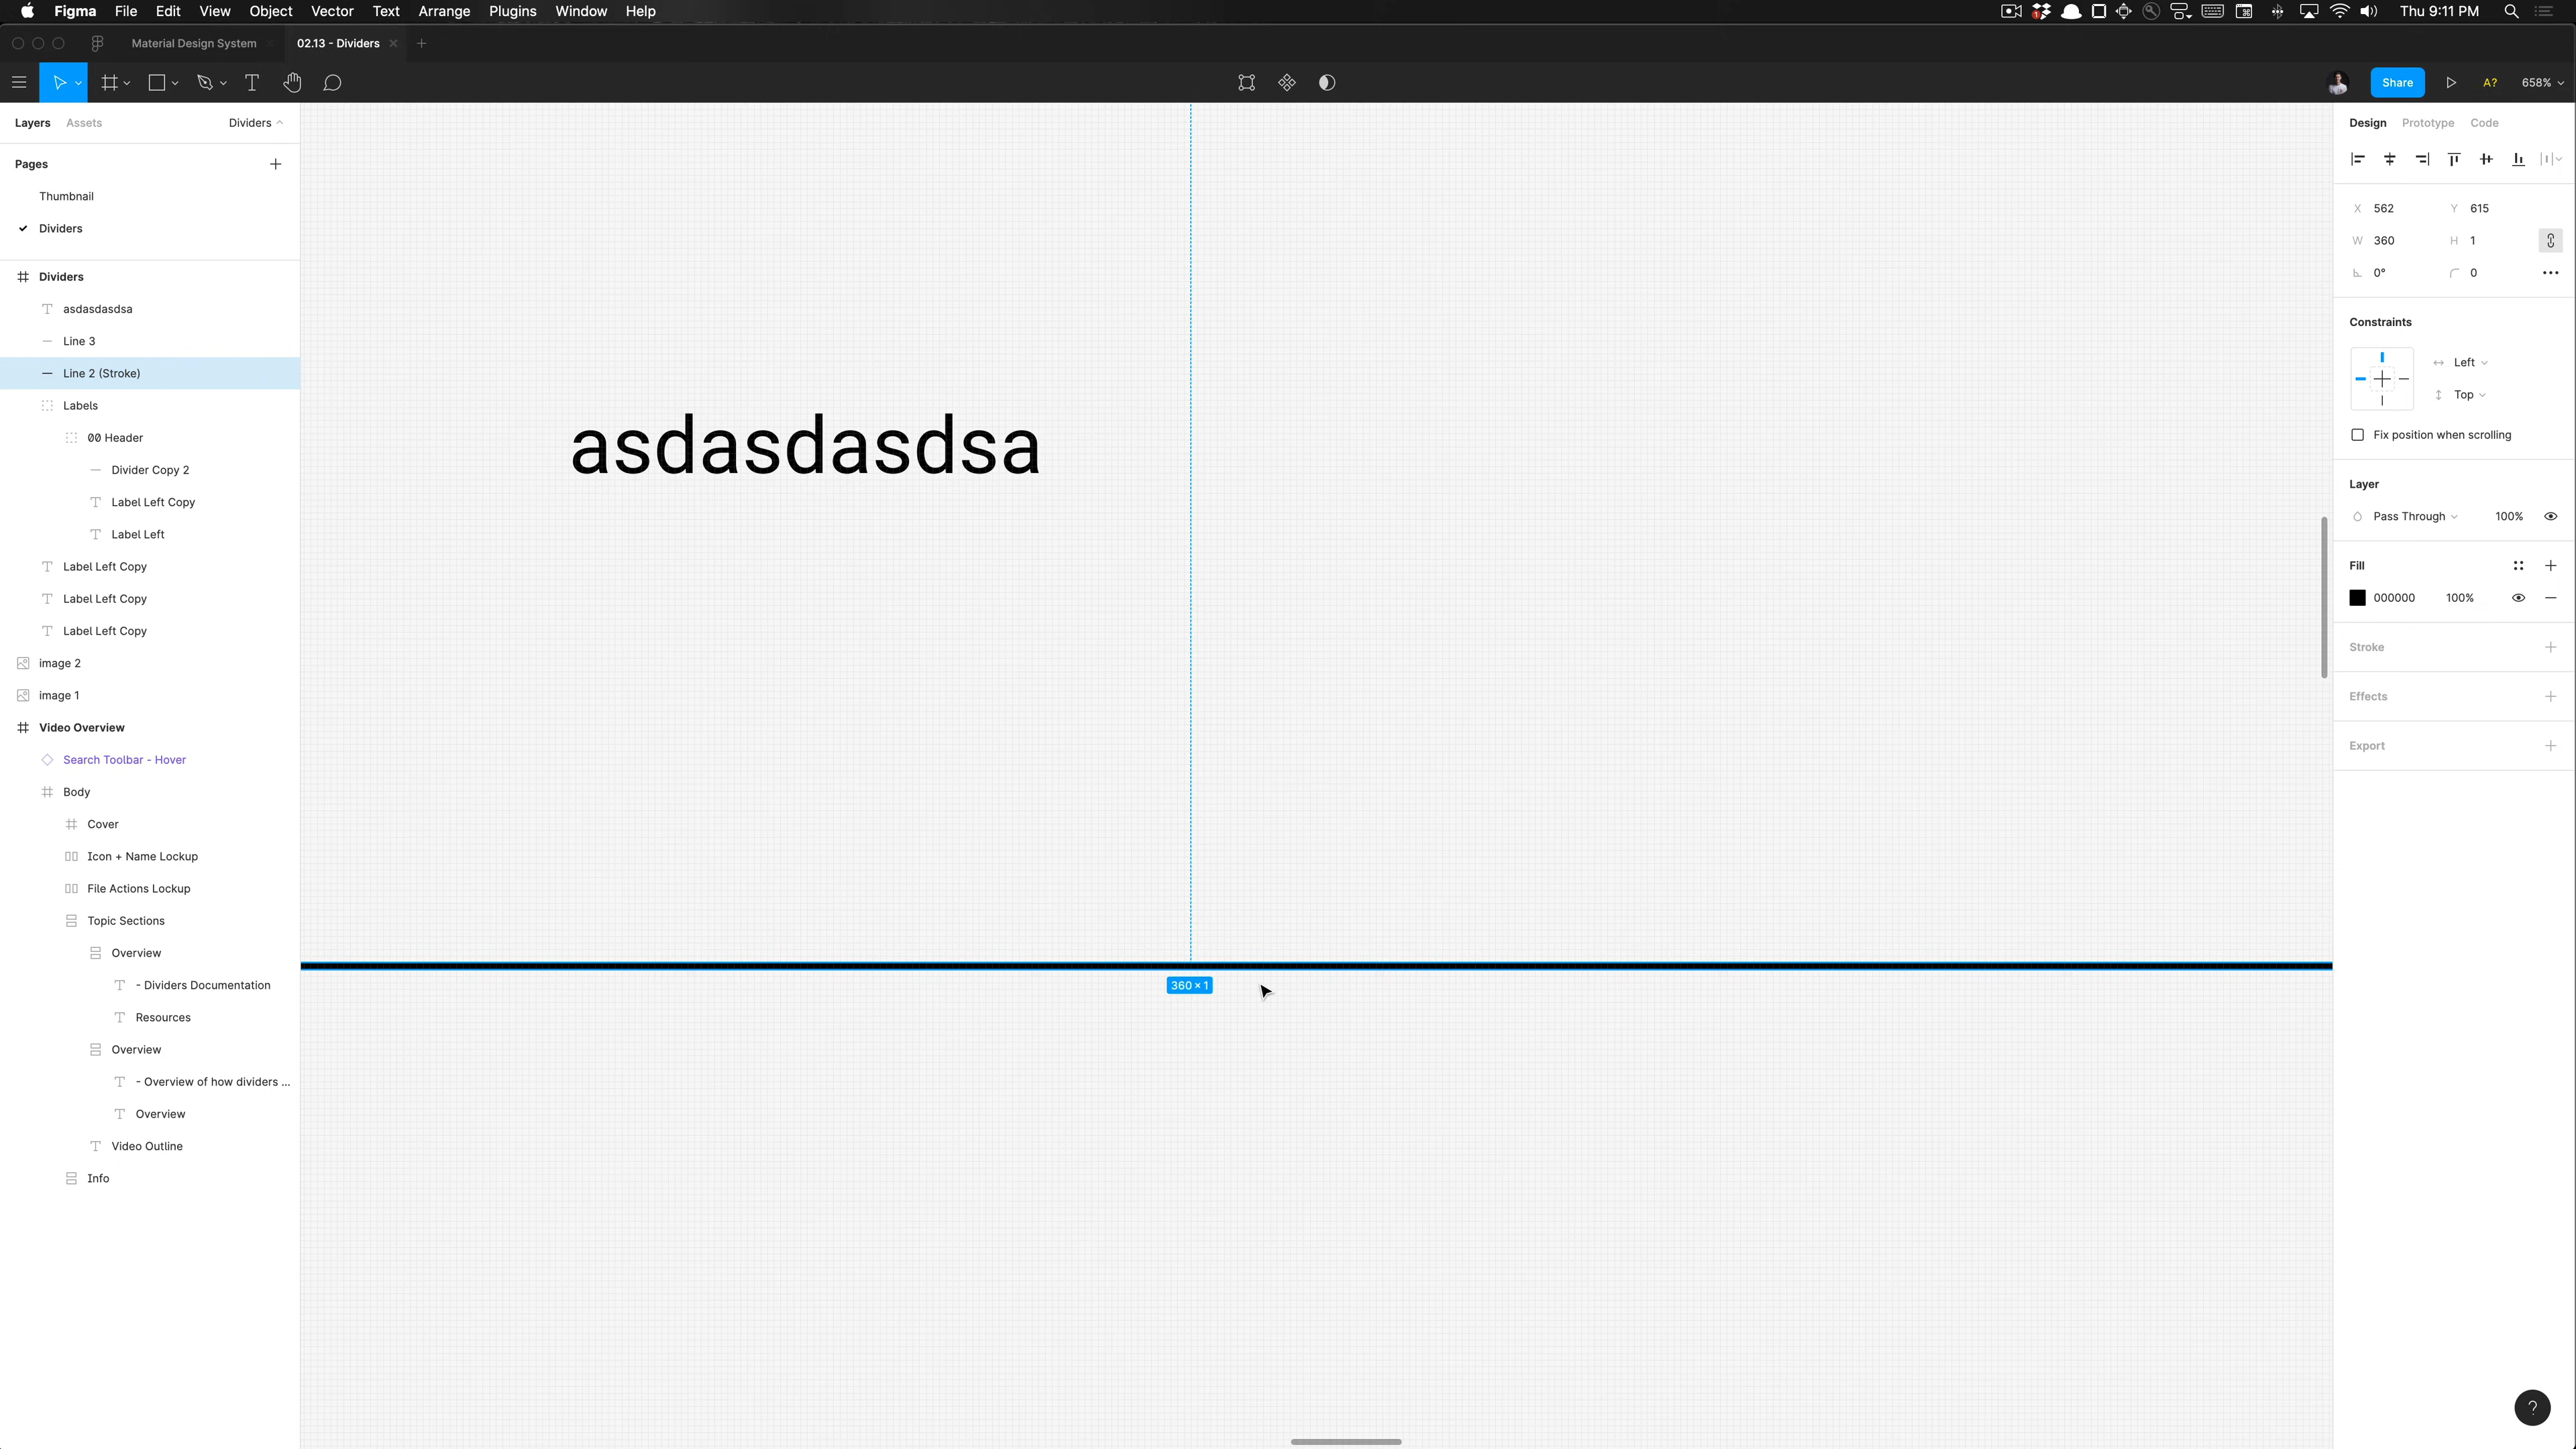 Figma File Edit View Object Vector Text Arrange Plugins Window Help Thu 9:11 PM
Material Design System 02.13 - Dividers
Share A? 658%
Layers Assets Dividers
Pages
Thumbnail
Dividers
Dividers
asdasdasdsa
Line 3
Line 2 (Stroke)
Labels
00 Header
Divider Copy 2
Label Left Copy
Label Left
Label Left Copy
Label Left Copy
Label Left Copy
image 2
image 1
Video Overview
Search Toolbar - Hover
Body
Cover
Icon + Name Lockup
File Actions Lockup
Topic Sections
Overview
- Dividers Documentation
Resources
Overview
- Overview of how dividers ...
Overview
Video Outline
Info
asdasdasdsa
360 × 1
Design Prototype Code
X 562 Y 615
W 360 H 1
0° 0
Constraints
Left
Top
Fix position when scrolling
Layer
Pass Through 100%
Fill
000000 100%
Stroke
Effects
Export
?